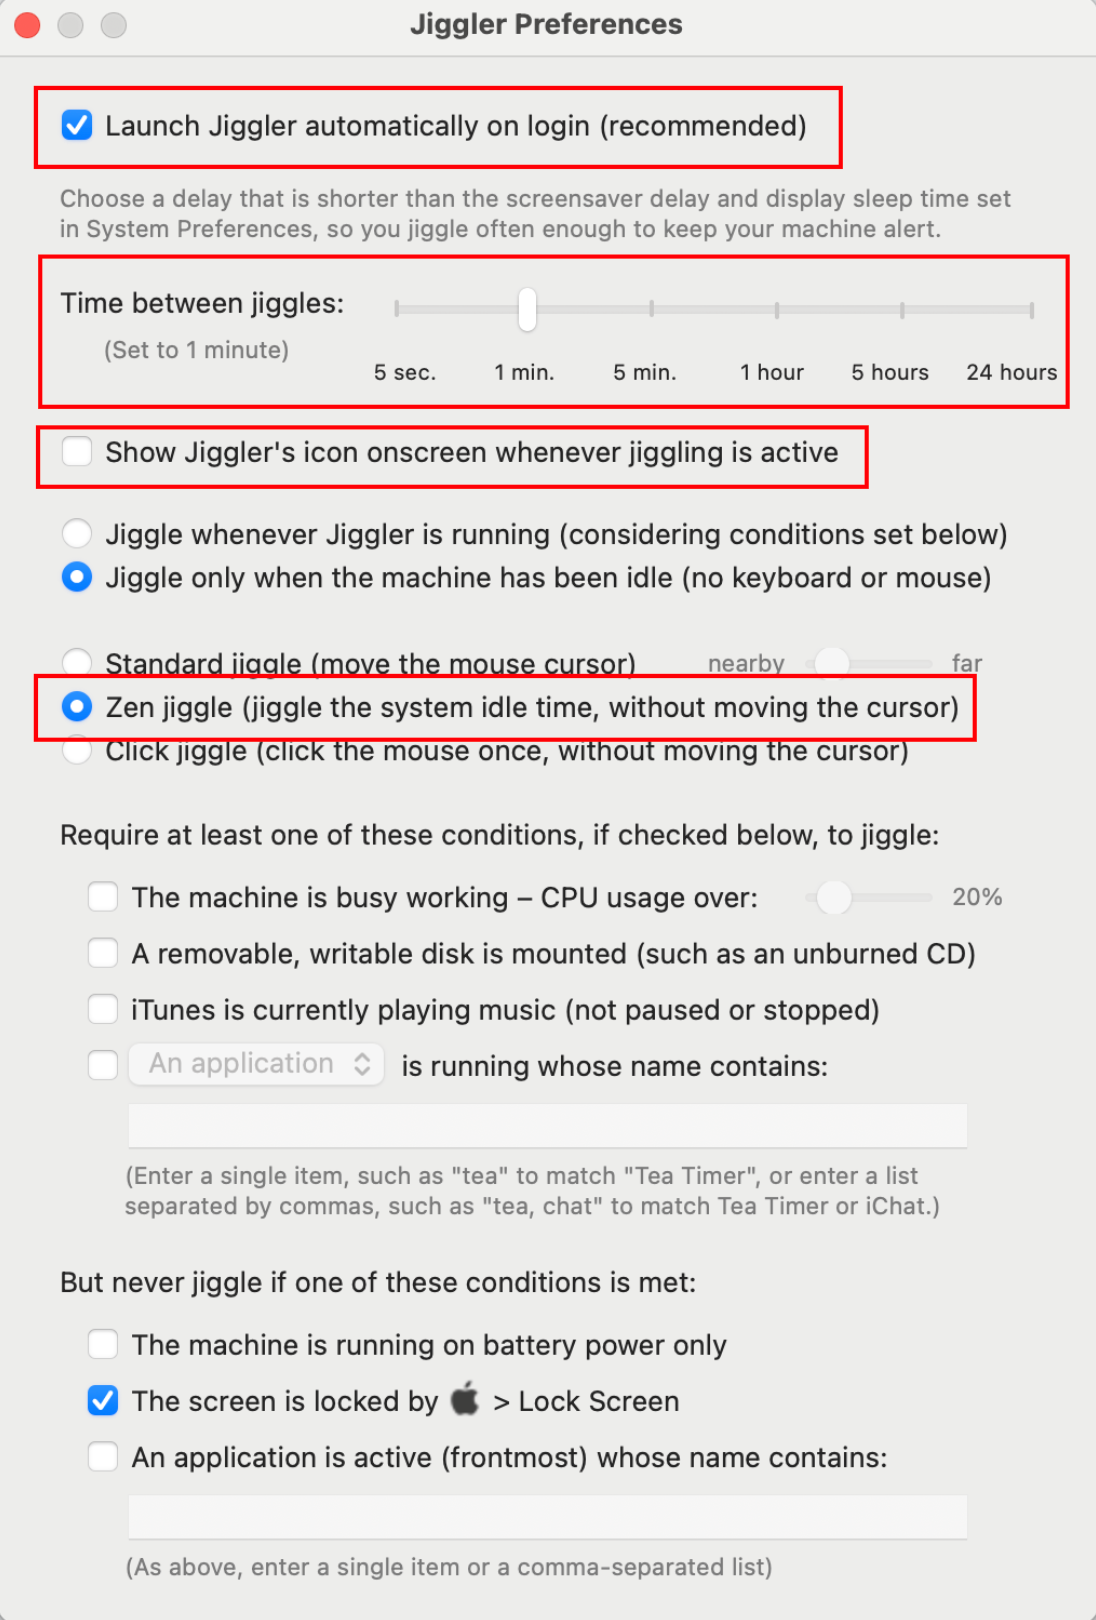 Jiggler Preferences
Launch Jiggler automatically on login (recommended)
Choose a delay that is shorter than the screensaver delay and display sleep time set
in System Preferences, so you jiggle often enough to keep your machine alert.
Time between jiggles:
(Set to 1 minute)
5 sec. 1 min. 5 min. 1 hour 5 hours 24 hours
Show Jiggler's icon onscreen whenever jiggling is active
Jiggle whenever Jiggler is running (considering conditions set below)
Jiggle only when the machine has been idle (no keyboard or mouse)
Standard jiggle (move the mouse cursor) nearby far
Zen jiggle (jiggle the system idle time, without moving the cursor)
Click jiggle (click the mouse once, without moving the cursor)
Require at least one of these conditions, if checked below, to jiggle:
The machine is busy working – CPU usage over: 20%
A removable, writable disk is mounted (such as an unburned CD)
iTunes is currently playing music (not paused or stopped)
An application is running whose name contains:
(Enter a single item, such as "tea" to match "Tea Timer", or enter a list
separated by commas, such as "tea, chat" to match Tea Timer or iChat.)
But never jiggle if one of these conditions is met:
The machine is running on battery power only
The screen is locked by > Lock Screen
An application is active (frontmost) whose name contains:
(As above, enter a single item or a comma-separated list)